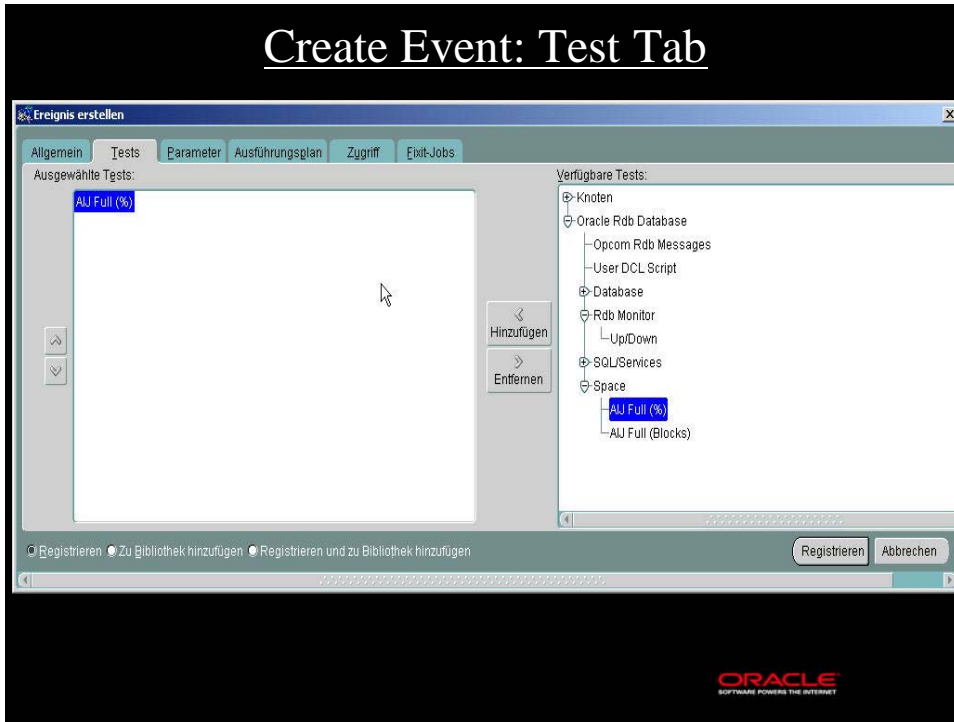 Create Event: Test Tab
Ereignis erstellen
Allgemein
Tests
Parameter
Ausführungsplan
Zugriff
Fixit-Jobs
Ausgewählte Tests:
AIJ Full (%)
Hinzufügen
Entfernen
Verfügbare Tests:
Knoten
Oracle Rdb Database
Opcom Rdb Messages
User DCL Script
Database
Rdb Monitor
Up/Down
SQL/Services
Space
AIJ Full (%)
AIJ Full (Blocks)
Registrieren
Zu Bibliothek hinzufügen
Registrieren und zu Bibliothek hinzufügen
Registrieren
Abbrechen
ORACLE
SOFTWARE POWERS THE INTERNET